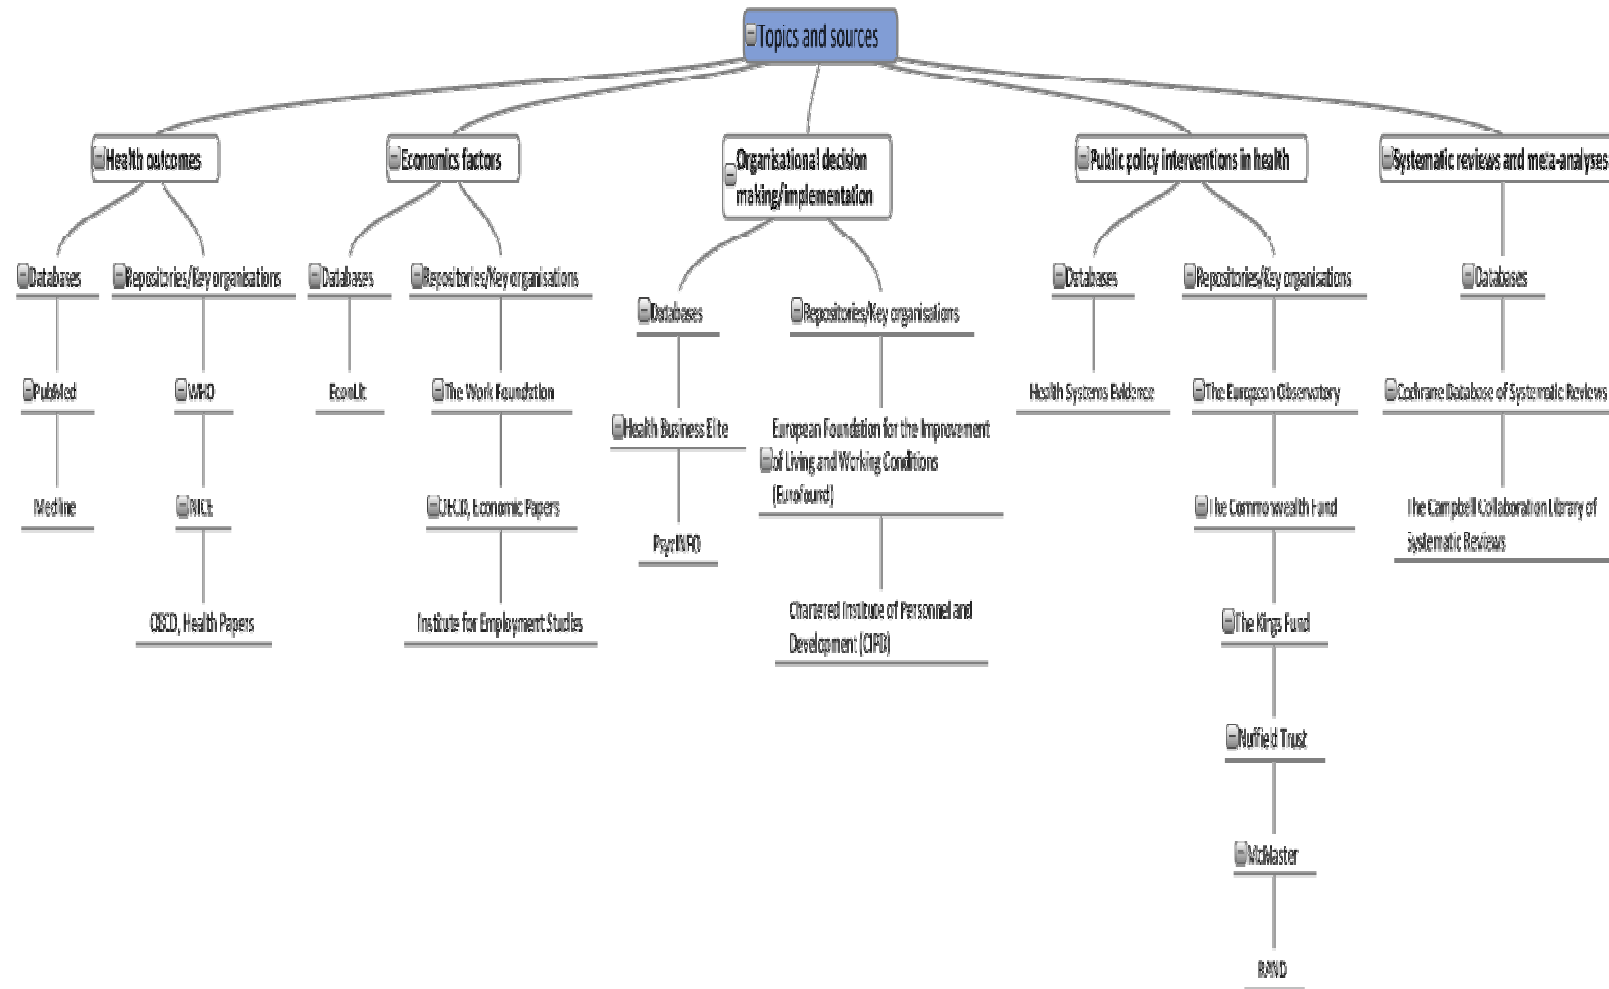 Topics and sources
Health outcomes
Economics factors
Organisational decision
making/implementation
Public policy interventions in health
Systematic reviews and meta-analyses
Databases
Repositories/Key organisations
Databases
Repositories/Key organisations
Databases
Repositories/Key organisations
Databases
Repositories/Key organisations
Databases
PubMed
WHO
EconLit
The Work Foundation
Health Business Elite
European Foundation for the Improvement
of Living and Working Conditions
(Eurofound)
Health Systems Evidence
The European Observatory
Cochrane Database of Systematic Reviews
Medline
NICE
OECD, Economic Papers
PsycINFO
The Commonwealth Fund
The Campbell Collaboration Library of
Systematic Reviews
OECD, Health Papers
Institute for Employment Studies
Chartered Institute of Personnel and
Development (CIPD)
The Kings Fund
Nuffield Trust
McMaster
RAND